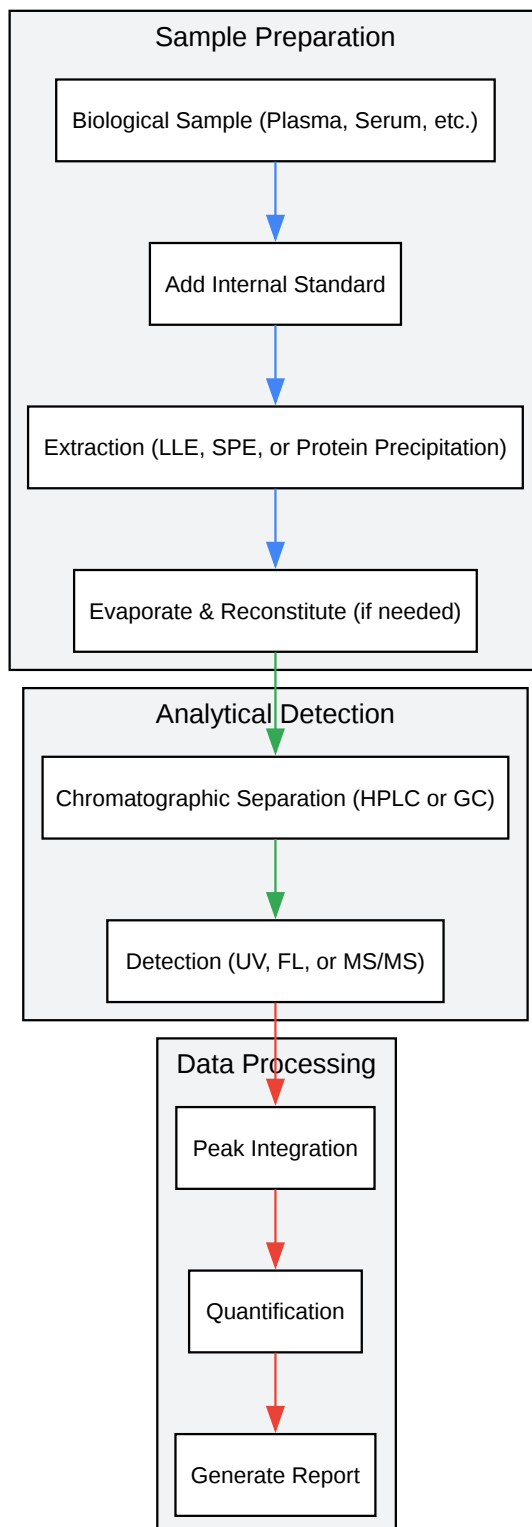 Sample Preparation
Biological Sample (Plasma, Serum, etc.)
Add Internal Standard
Extraction (LLE, SPE, or Protein Precipitation)
Evaporate & Reconstitute (if needed)
Analytical Detection
Chromatographic Separation (HPLC or GC)
Detection (UV, FL, or MS/MS)
Data Processing
Peak Integration
Quantification
Generate Report